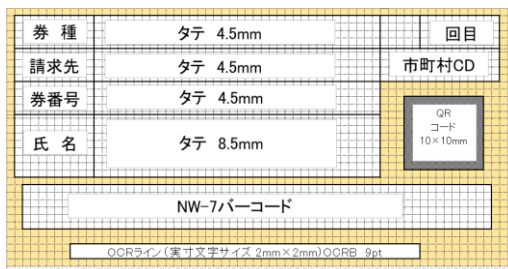 券 種 タテ 4.5mm 回目
請求先 タテ 4.5mm 市町村CD
券番号 タテ 4.5mm
QR
コード
10×10mm
氏 名 タテ 8.5mm
NW-7バーコード
OCRライン(実寸文字サイズ 2mm×2mm)OCRB 9pt